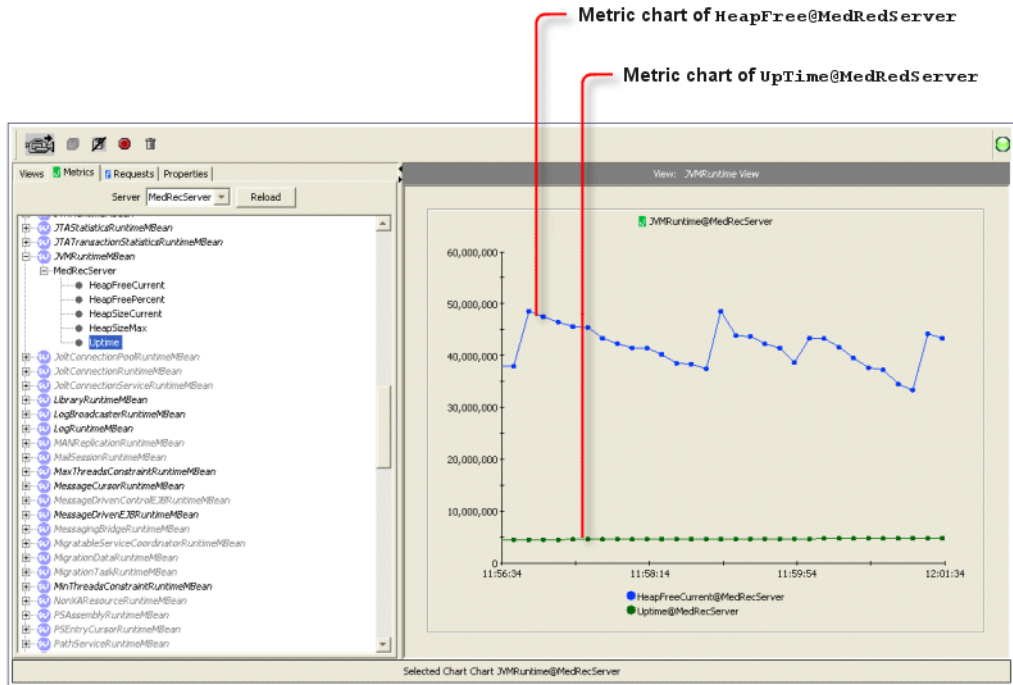 Metric chart of HeapFree@MedRedServer
Metric chart of UpTime@MedRedServer
Views Metrics Requests Properties
View: JVMRuntime View
Server MedRecServer Reload
JTAStatisticsRuntimeMBean
JTATransactionStatisticsRuntimeMBean
JVMRuntimeMBean
MedRecServer
HeapFreeCurrent
HeapFreePercent
HeapSizeCurrent
HeapSizeMax
Uptime
JoltConnectionPoolRuntimeMBean
JoltConnectionRuntimeMBean
JoltConnectionServiceRuntimeMBean
LibraryRuntimeMBean
LogBroadcasterRuntimeMBean
LogRuntimeMBean
MANReplicationRuntimeMBean
MailSessionRuntimeMBean
MaxThreadsConstraintRuntimeMBean
MessageCursorRuntimeMBean
MessageDrivenControlEJBRuntimeMBean
MessageDrivenEJBRuntimeMBean
MessagingBridgeRuntimeMBean
MigratableServiceCoordinatorRuntimeMBean
MigrationDataRuntimeMBean
MigrationTaskRuntimeMBean
MinThreadsConstraintRuntimeMBean
NonXAResourceRuntimeMBean
PSAssemblyRuntimeMBean
PSEntryCursorRuntimeMBean
PathServiceRuntimeMBean
JVMRuntime@MedRecServer
60,000,000
50,000,000
40,000,000
30,000,000
20,000,000
10,000,000
0
11:56:34 11:58:14 11:59:54 12:01:34
HeapFreeCurrent@MedRecServer
Uptime@MedRecServer
Selected Chart Chart JVMRuntime@MedRecServer